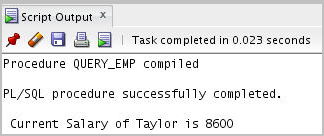 Script Output ×
Task completed in 0.023 seconds
Procedure QUERY_EMP compiled
PL/SQL procedure successfully completed.
Current Salary of Taylor is 8600